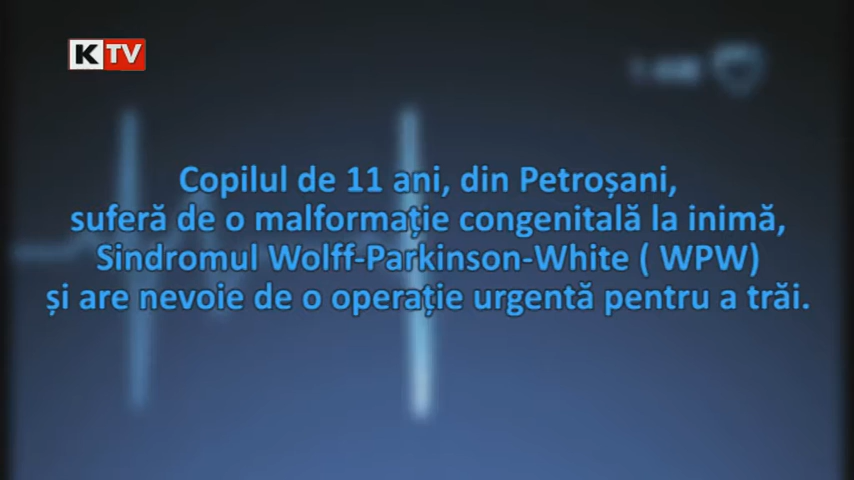 KTV
Copilul de 11 ani, din Petroșani,
suferă de o malformație congenitală la inimă,
Sindromul Wolff-Parkinson-White ( WPW)
și are nevoie de o operație urgentă pentru a trăi.